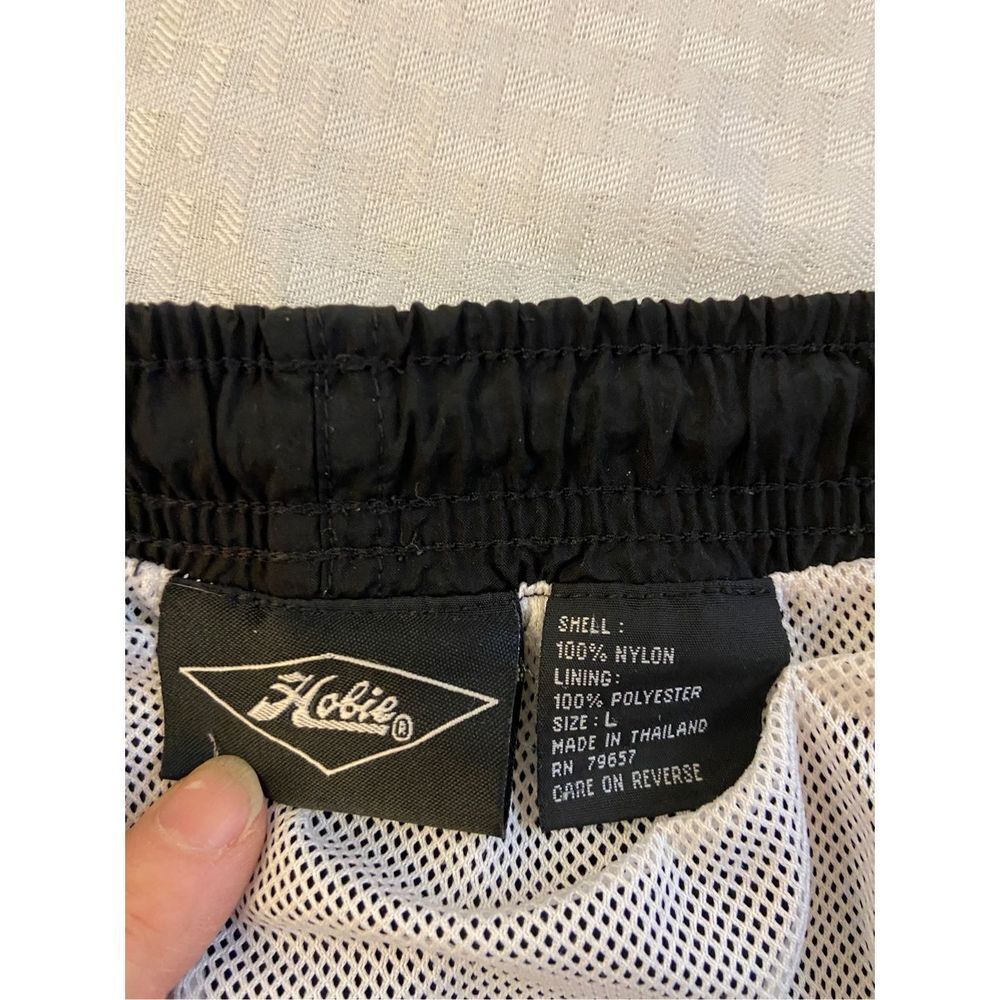 Hobie®
SHELL :
100% NYLON
LINING:
100% POLYESTER
SIZE: L
MADE IN THAILAND
RN 79657
CARE ON REVERSE